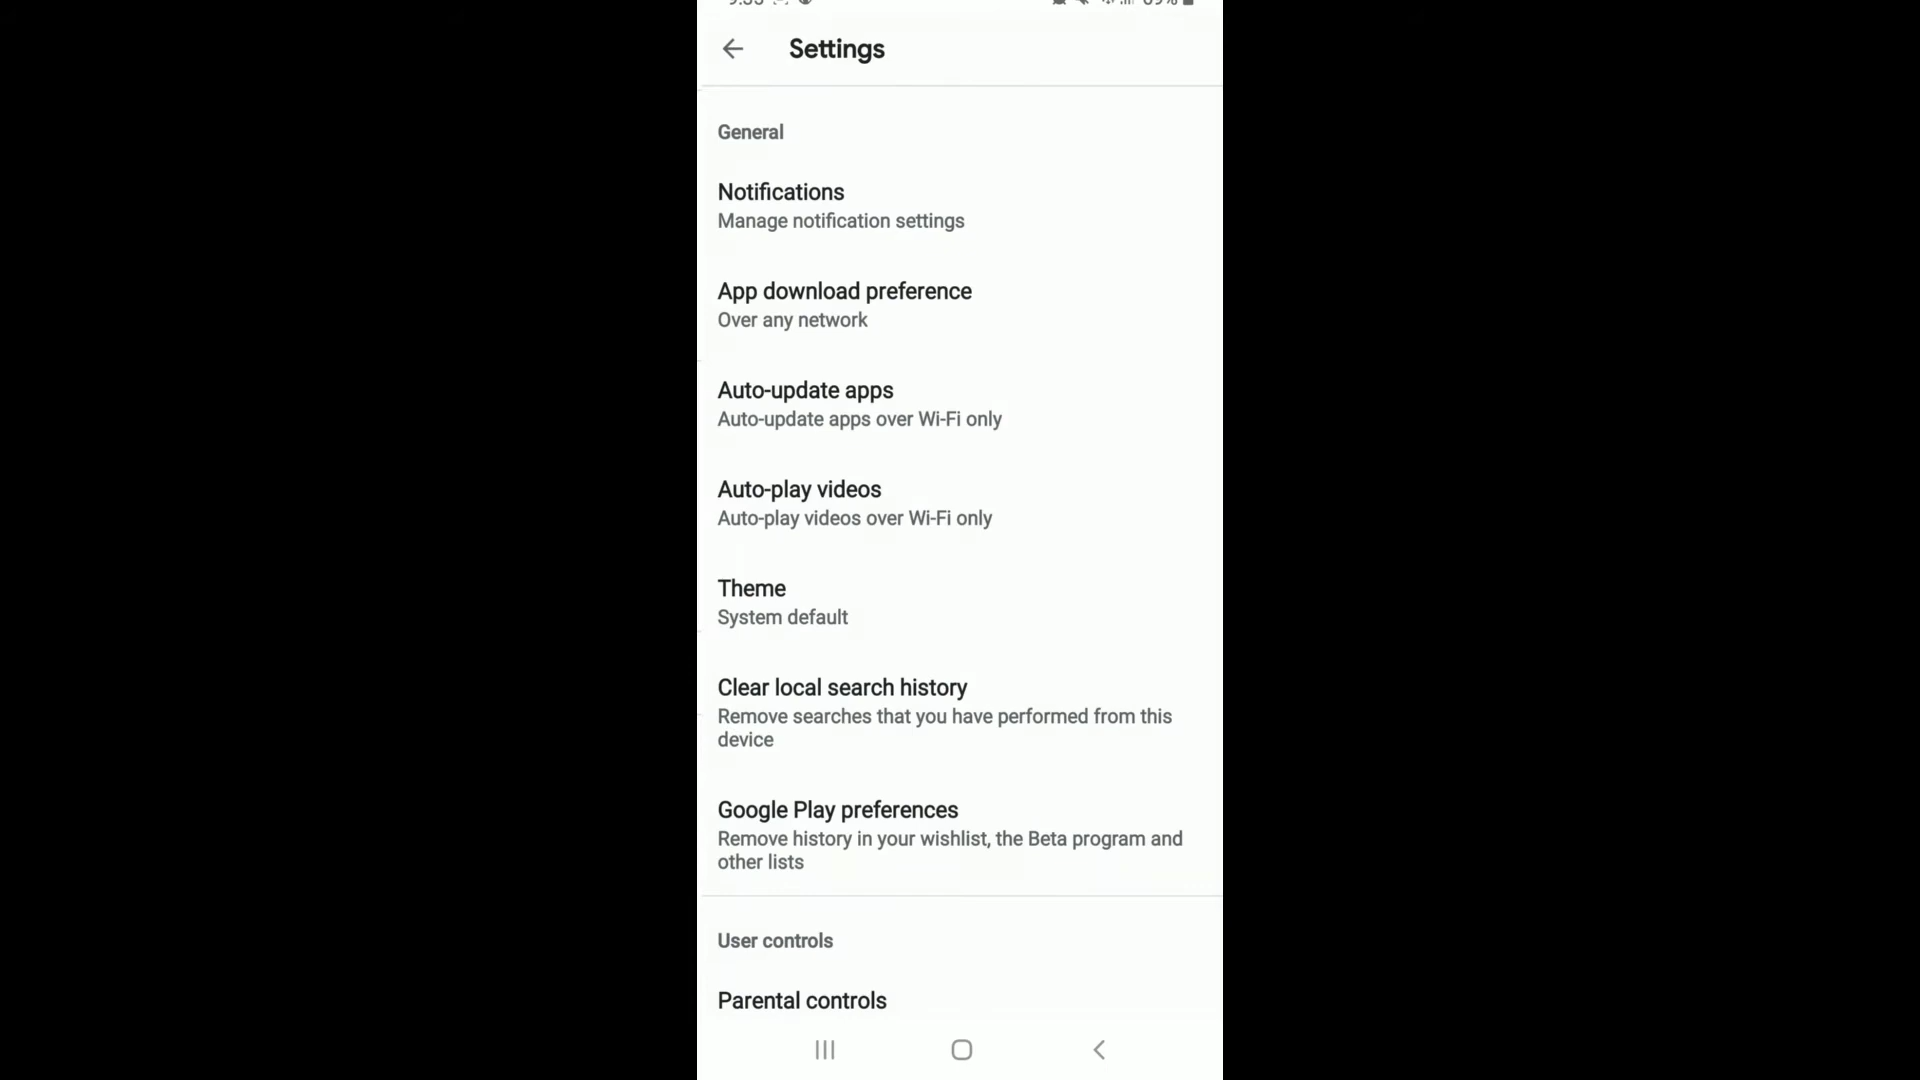 Settings
General
Notifications
Manage notification settings
App download preference
Over any network
Auto-update apps
Auto-update apps over Wi-Fi only
Auto-play videos
Auto-play videos over Wi-Fi only
Theme
System default
Clear local search history
Remove searches that you have performed from this
device
Google Play preferences
Remove history in your wishlist, the Beta program and
other lists
User controls
Parental controls